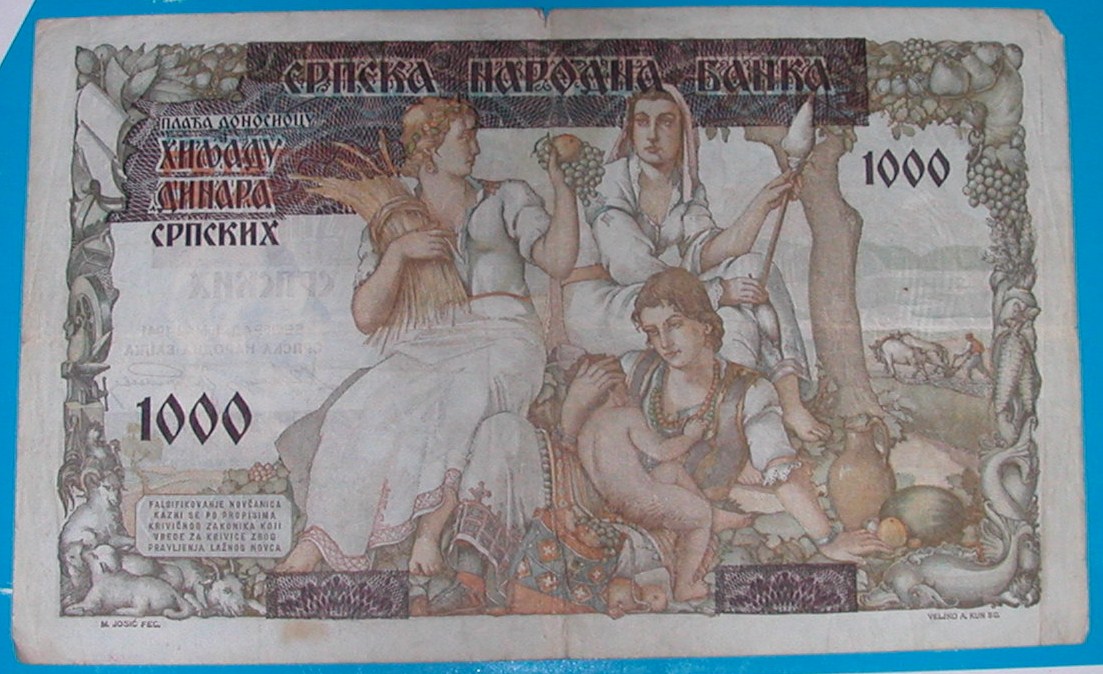 СРПСКА НАРОДНА БАНКА
ПЛАЋА ДОНОСИОЦУ
ХИЉАДУ
ДИНАРА
СРПСКИХ
1000
1000
FALSIFIKOVANJE NOVČANICA
KAZNI SE PO PROPISIMA
KRIVIČNOG ZAKONIKA KOJI
VREDE ZA KRIVICE ZBOG
PRAVLJENJA LAŽNOG NOVCA
M. JOSIĆ FEC.
VELJKO A. KUN SC.